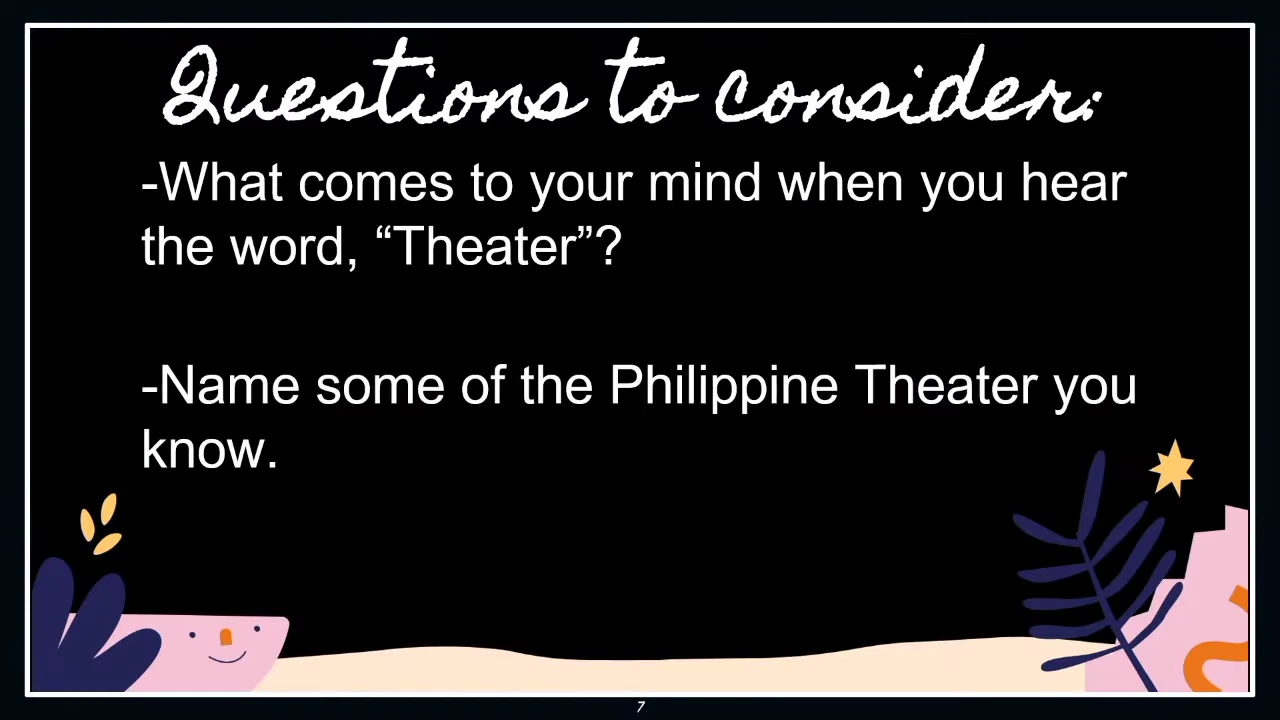 Questions to consider:
-What comes to your mind when you hear
the word, “Theater”?
-Name some of the Philippine Theater you
know.
7